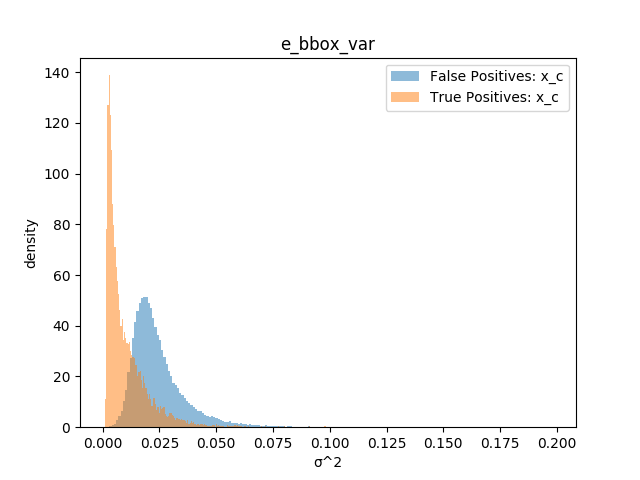 e_bbox_var
False Positives: x_c
True Positives: x_c
density
140
120
100
80
60
40
20
0
0.000 0.025 0.050 0.075 0.100 0.125 0.150 0.175 0.200
σ^2